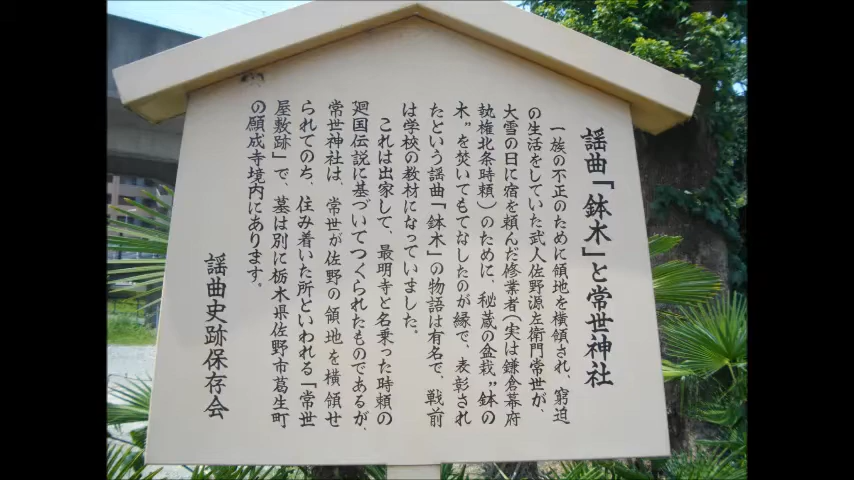 謡曲「鉢木」と常世神社
一族の不正のために領地を横領され、窮迫
の生活をしていた武人佐野源左衛門常世が、
大雪の日に宿を頼んだ修業者（実は鎌倉幕府
執権北条時頼）のために、秘蔵の盆栽〝鉢の
木〟を焚いてもてなしたのが縁で、表彰され
たという謡曲「鉢木」の物語は有名で、戦前
は学校の教材になっていました。
これは出家して、最明寺と名乗った時頼の
廻国伝説に基づいてつくられたものであるが、
常世神社は、常世が佐野の領地を横領せ
られてのち、住み着いた所といわれる「常世
屋敷跡」で、墓は別に栃木県佐野市葛生町
の願成寺境内にあります。
謡曲史跡保存会